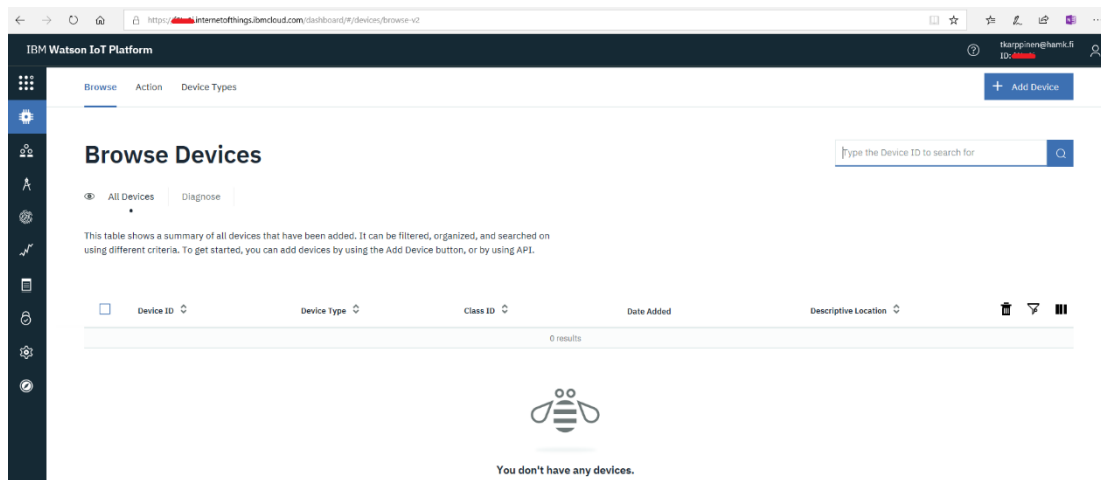 https://.internetofthings.ibmcloud.com/dashboard/#/devices/browse-v2
IBM Watson IoT Platform
tkarppinen@hamk.fi
ID:
Browse Action Device Types
+ Add Device
Browse Devices
Type the Device ID to search for
All Devices Diagnose
This table shows a summary of all devices that have been added. It can be filtered, organized, and searched on
using different criteria. To get started, you can add devices by using the Add Device button, or by using API.
Device ID Device Type Class ID Date Added Descriptive Location
0 results
You don't have any devices.